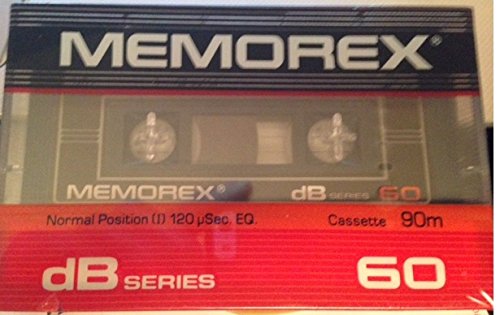 MEMOREX®
MEMOREX® dB SERIES 60
Normal Position (I) 120 µSec. EQ. Cassette 90m
dB SERIES 60